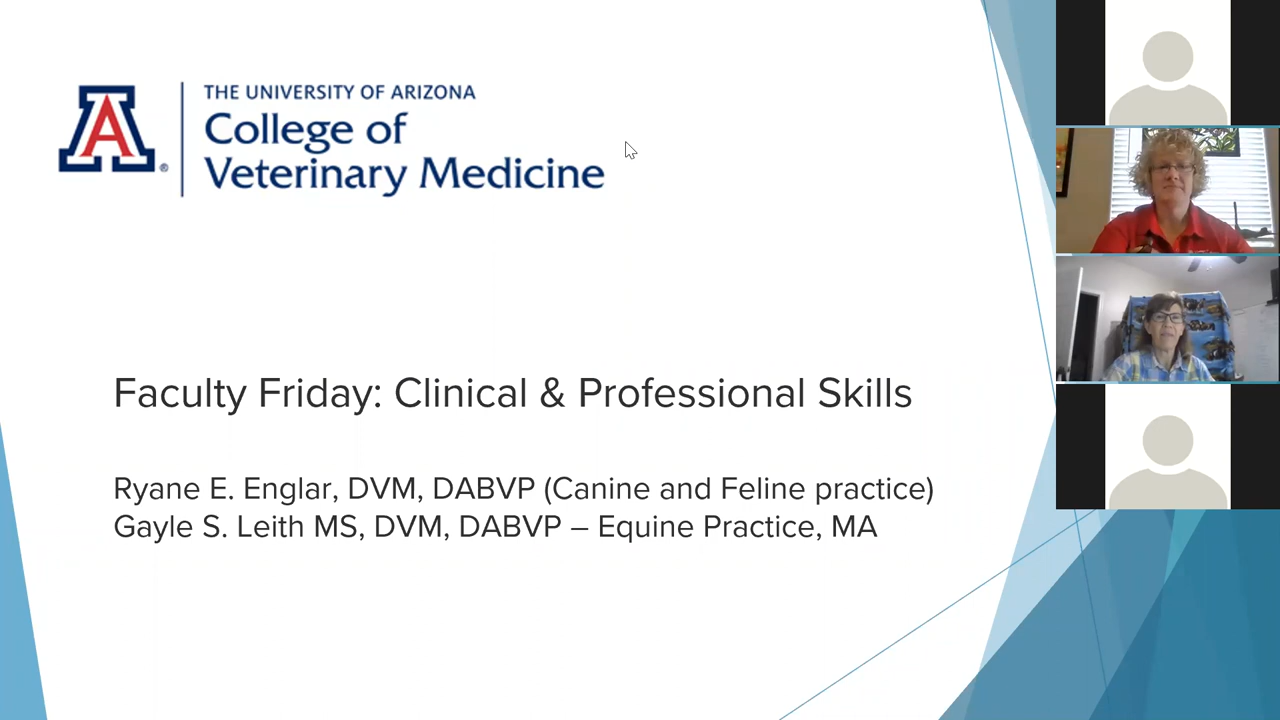 THE UNIVERSITY OF ARIZONA
College of
Veterinary Medicine
A
®
Faculty Friday: Clinical & Professional Skills
Ryane E. Englar, DVM, DABVP (Canine and Feline practice)
Gayle S. Leith MS, DVM, DABVP – Equine Practice, MA